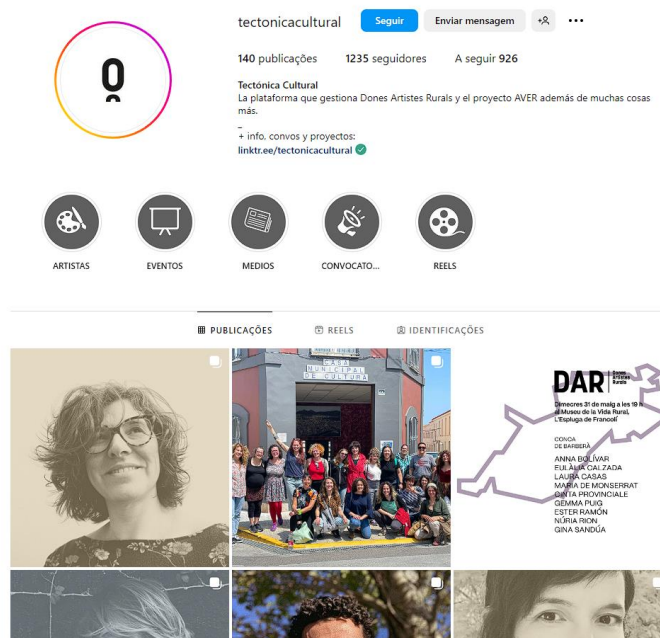 tectonicacultural
Seguir
Enviar mensagem
140 publicações 1235 seguidores A seguir 926
Tectónica Cultural
La plataforma que gestiona Dones Artistes Rurals y el proyecto AVER además de muchas cosas
más.
_
+ info. convos y proyectos:
linktr.ee/tectonicacultural
ARTISTAS
EVENTOS
MEDIOS
CONVOCATO...
REELS
PUBLICAÇÕES
REELS
IDENTIFICAÇÕES
CASA
MUNICIPAL
DE CULTURA
DAR
Dones
Artistes
Rurals
Dimecres 31 de maig a les 19 h
al Museu de la Vida Rural,
L'Espluga de Francolí
CONCA
DE BARBERÀ
ANNA BOLÍVAR
EULÀLIA CALZADA
LAURA CASAS
MARIA DE MONSERRAT
CINTA PROVINCIALE
GEMMA PUIG
ESTER RAMÓN
NÚRIA RION
GINA SANDÚA